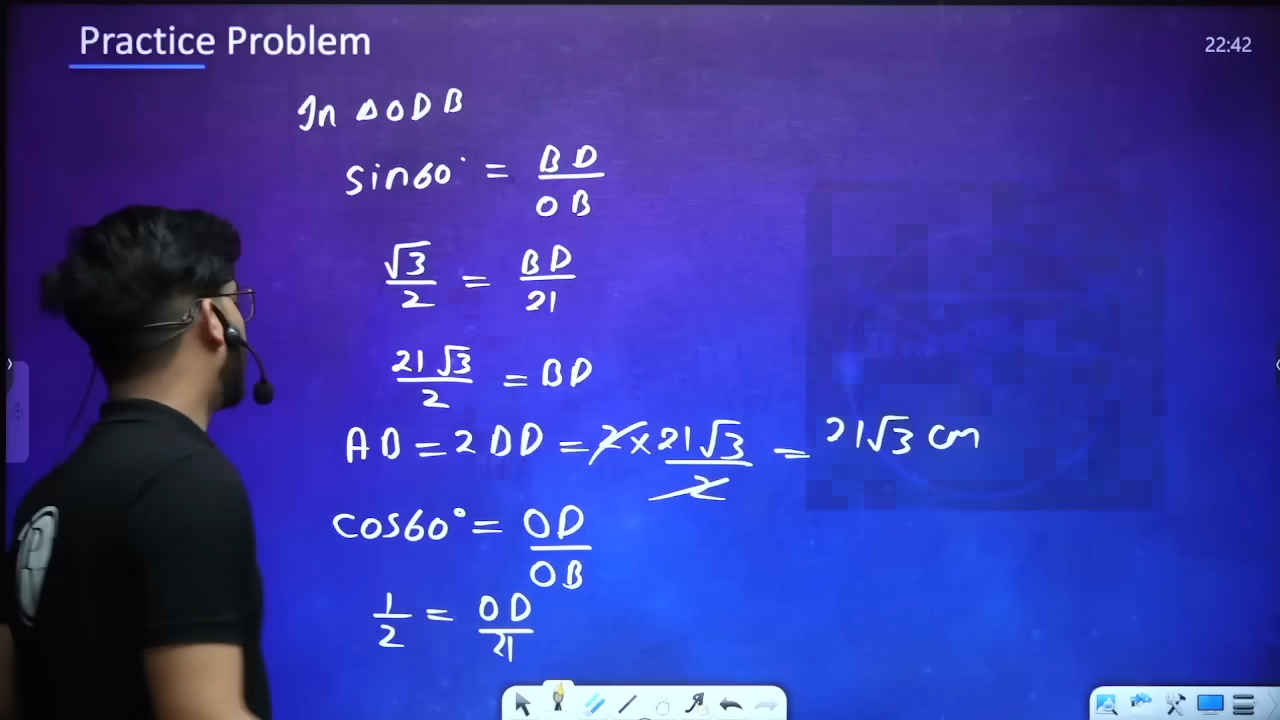 Practice Problem
22:42
In ΔODB
sin60° = BD/OB
√3/2 = BD/21
21√3/2 = BD
AB = 2BD = 2×21√3/2 = 21√3 cm
cos60° = OD/OB
1/2 = OD/21